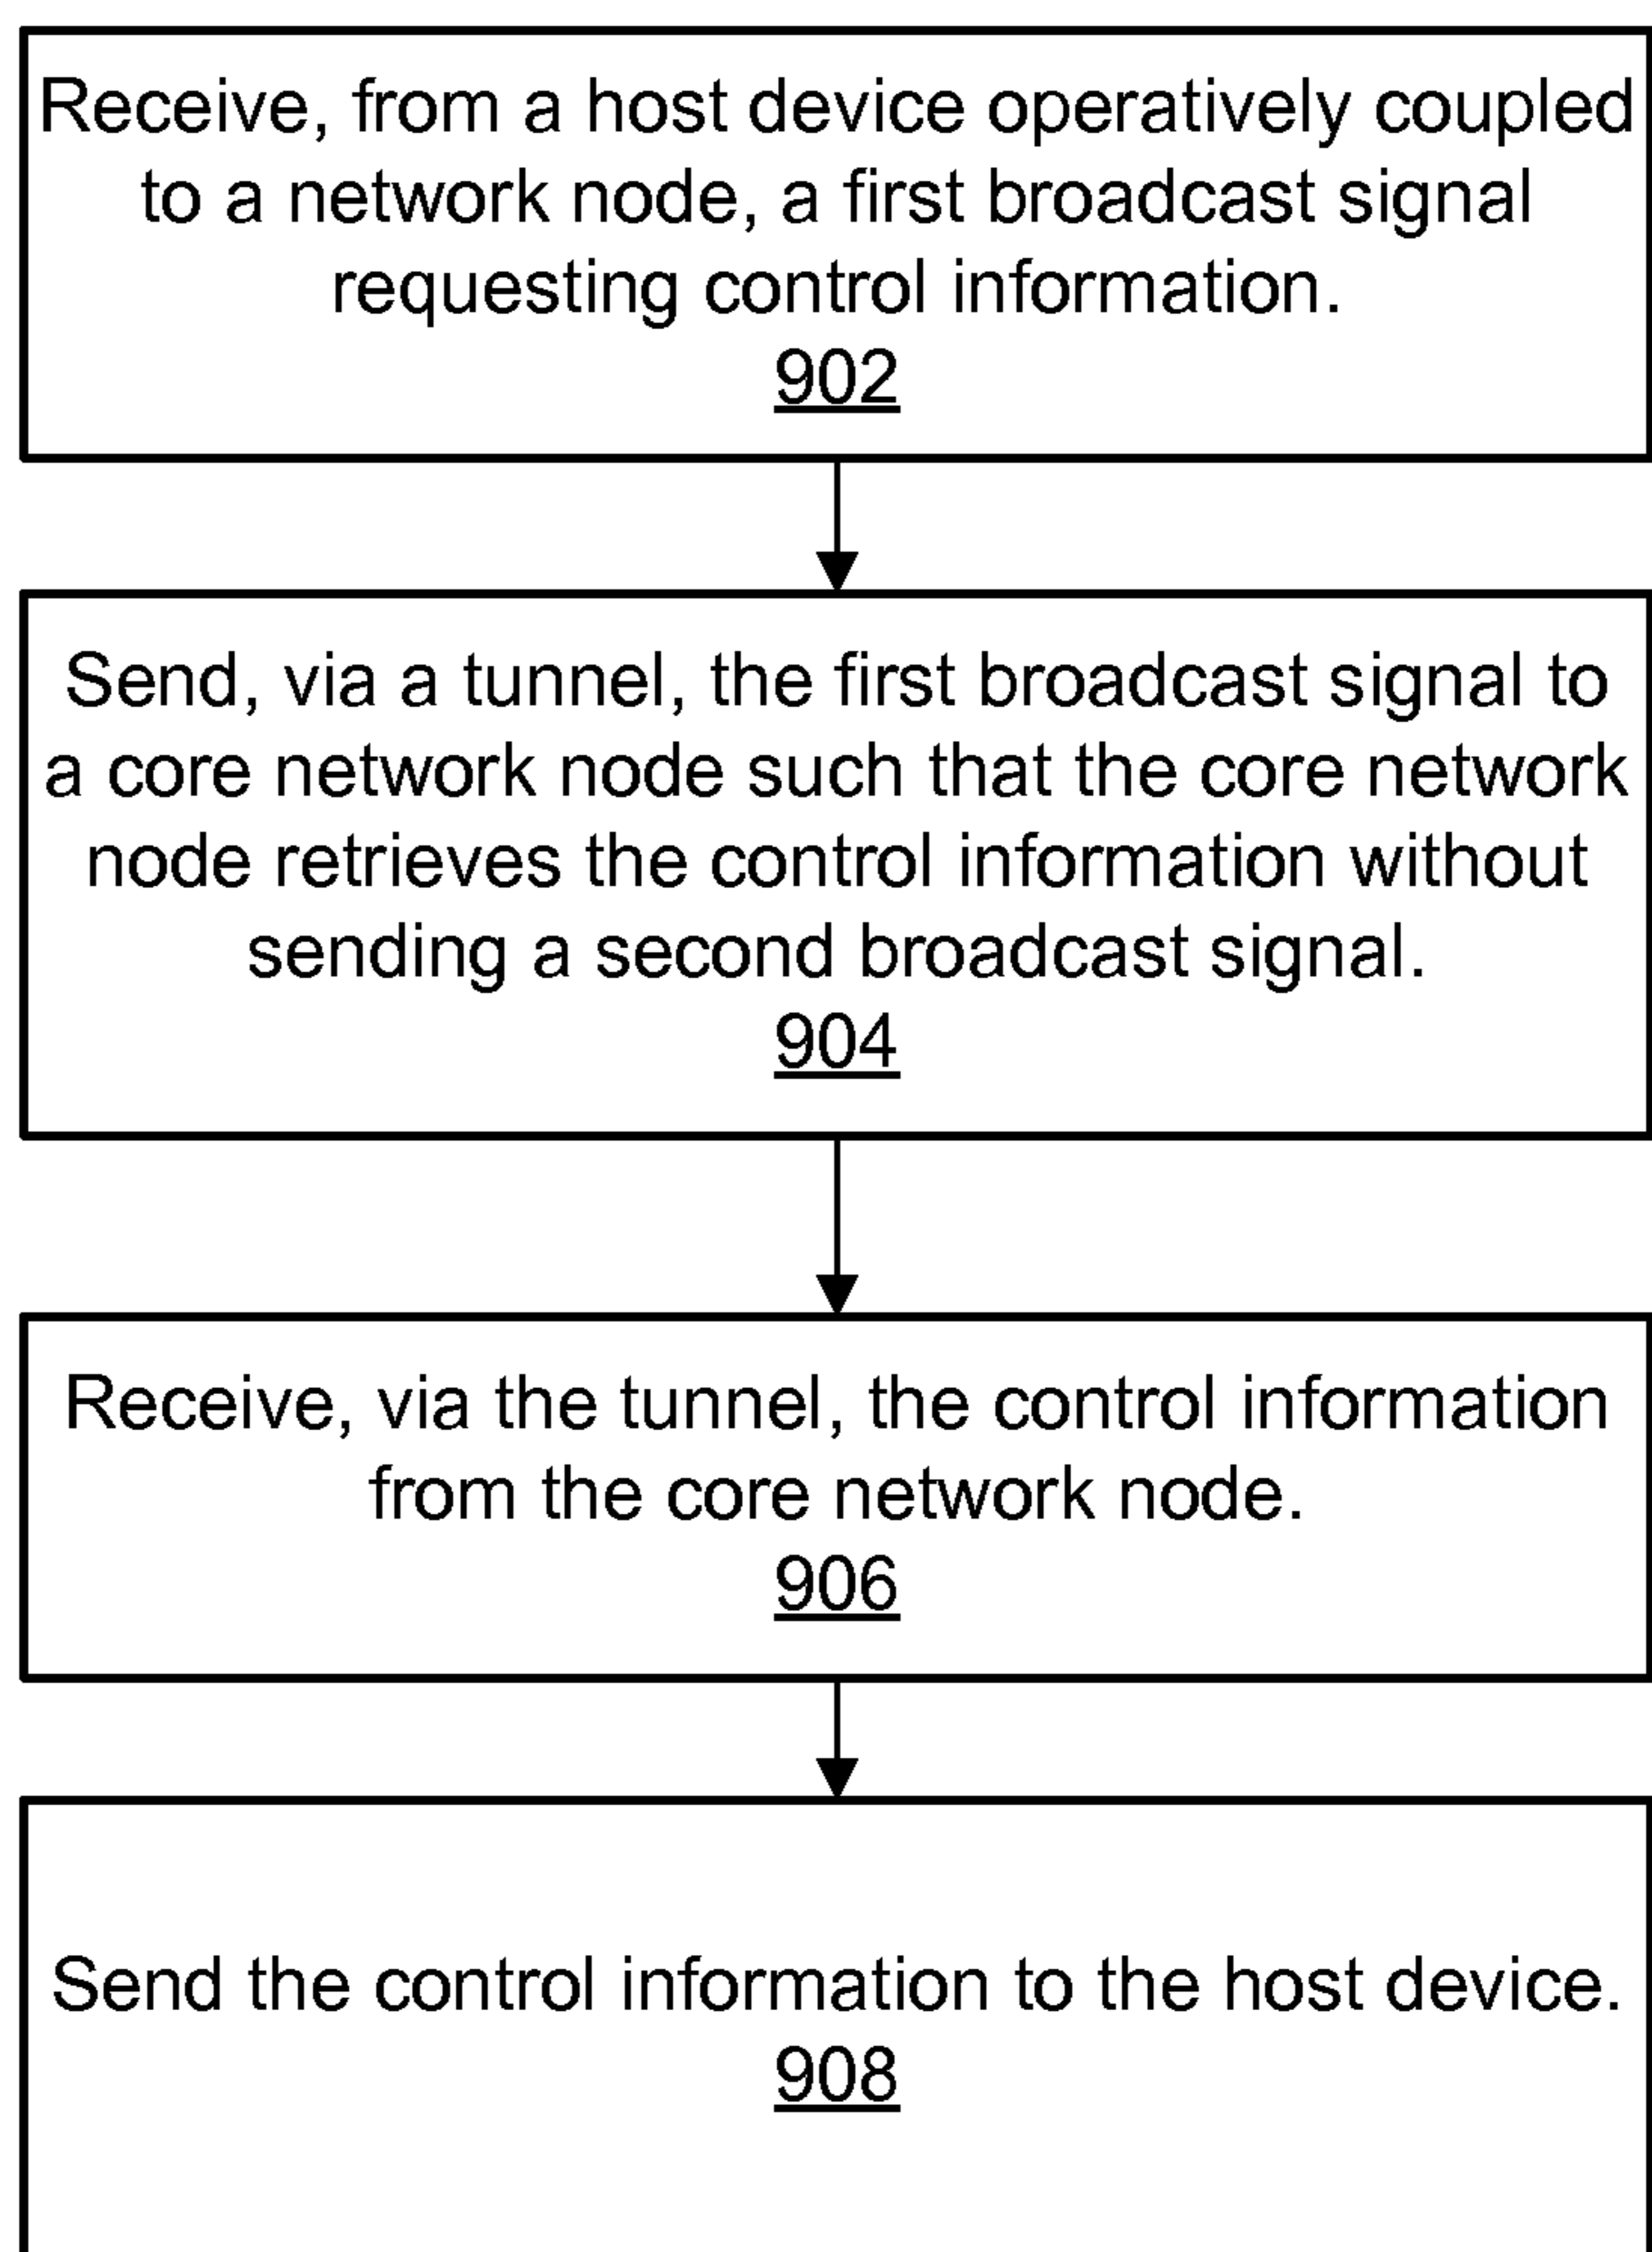 Receive, from a host device operatively coupled
to a network node, a first broadcast signal
requesting control information.
902
Send, via a tunnel, the first broadcast signal to
a core network node such that the core network
node retrieves the control information without
sending a second broadcast signal.
904
Receive, via the tunnel, the control information
from the core network node.
906
Send the control information to the host device.
908